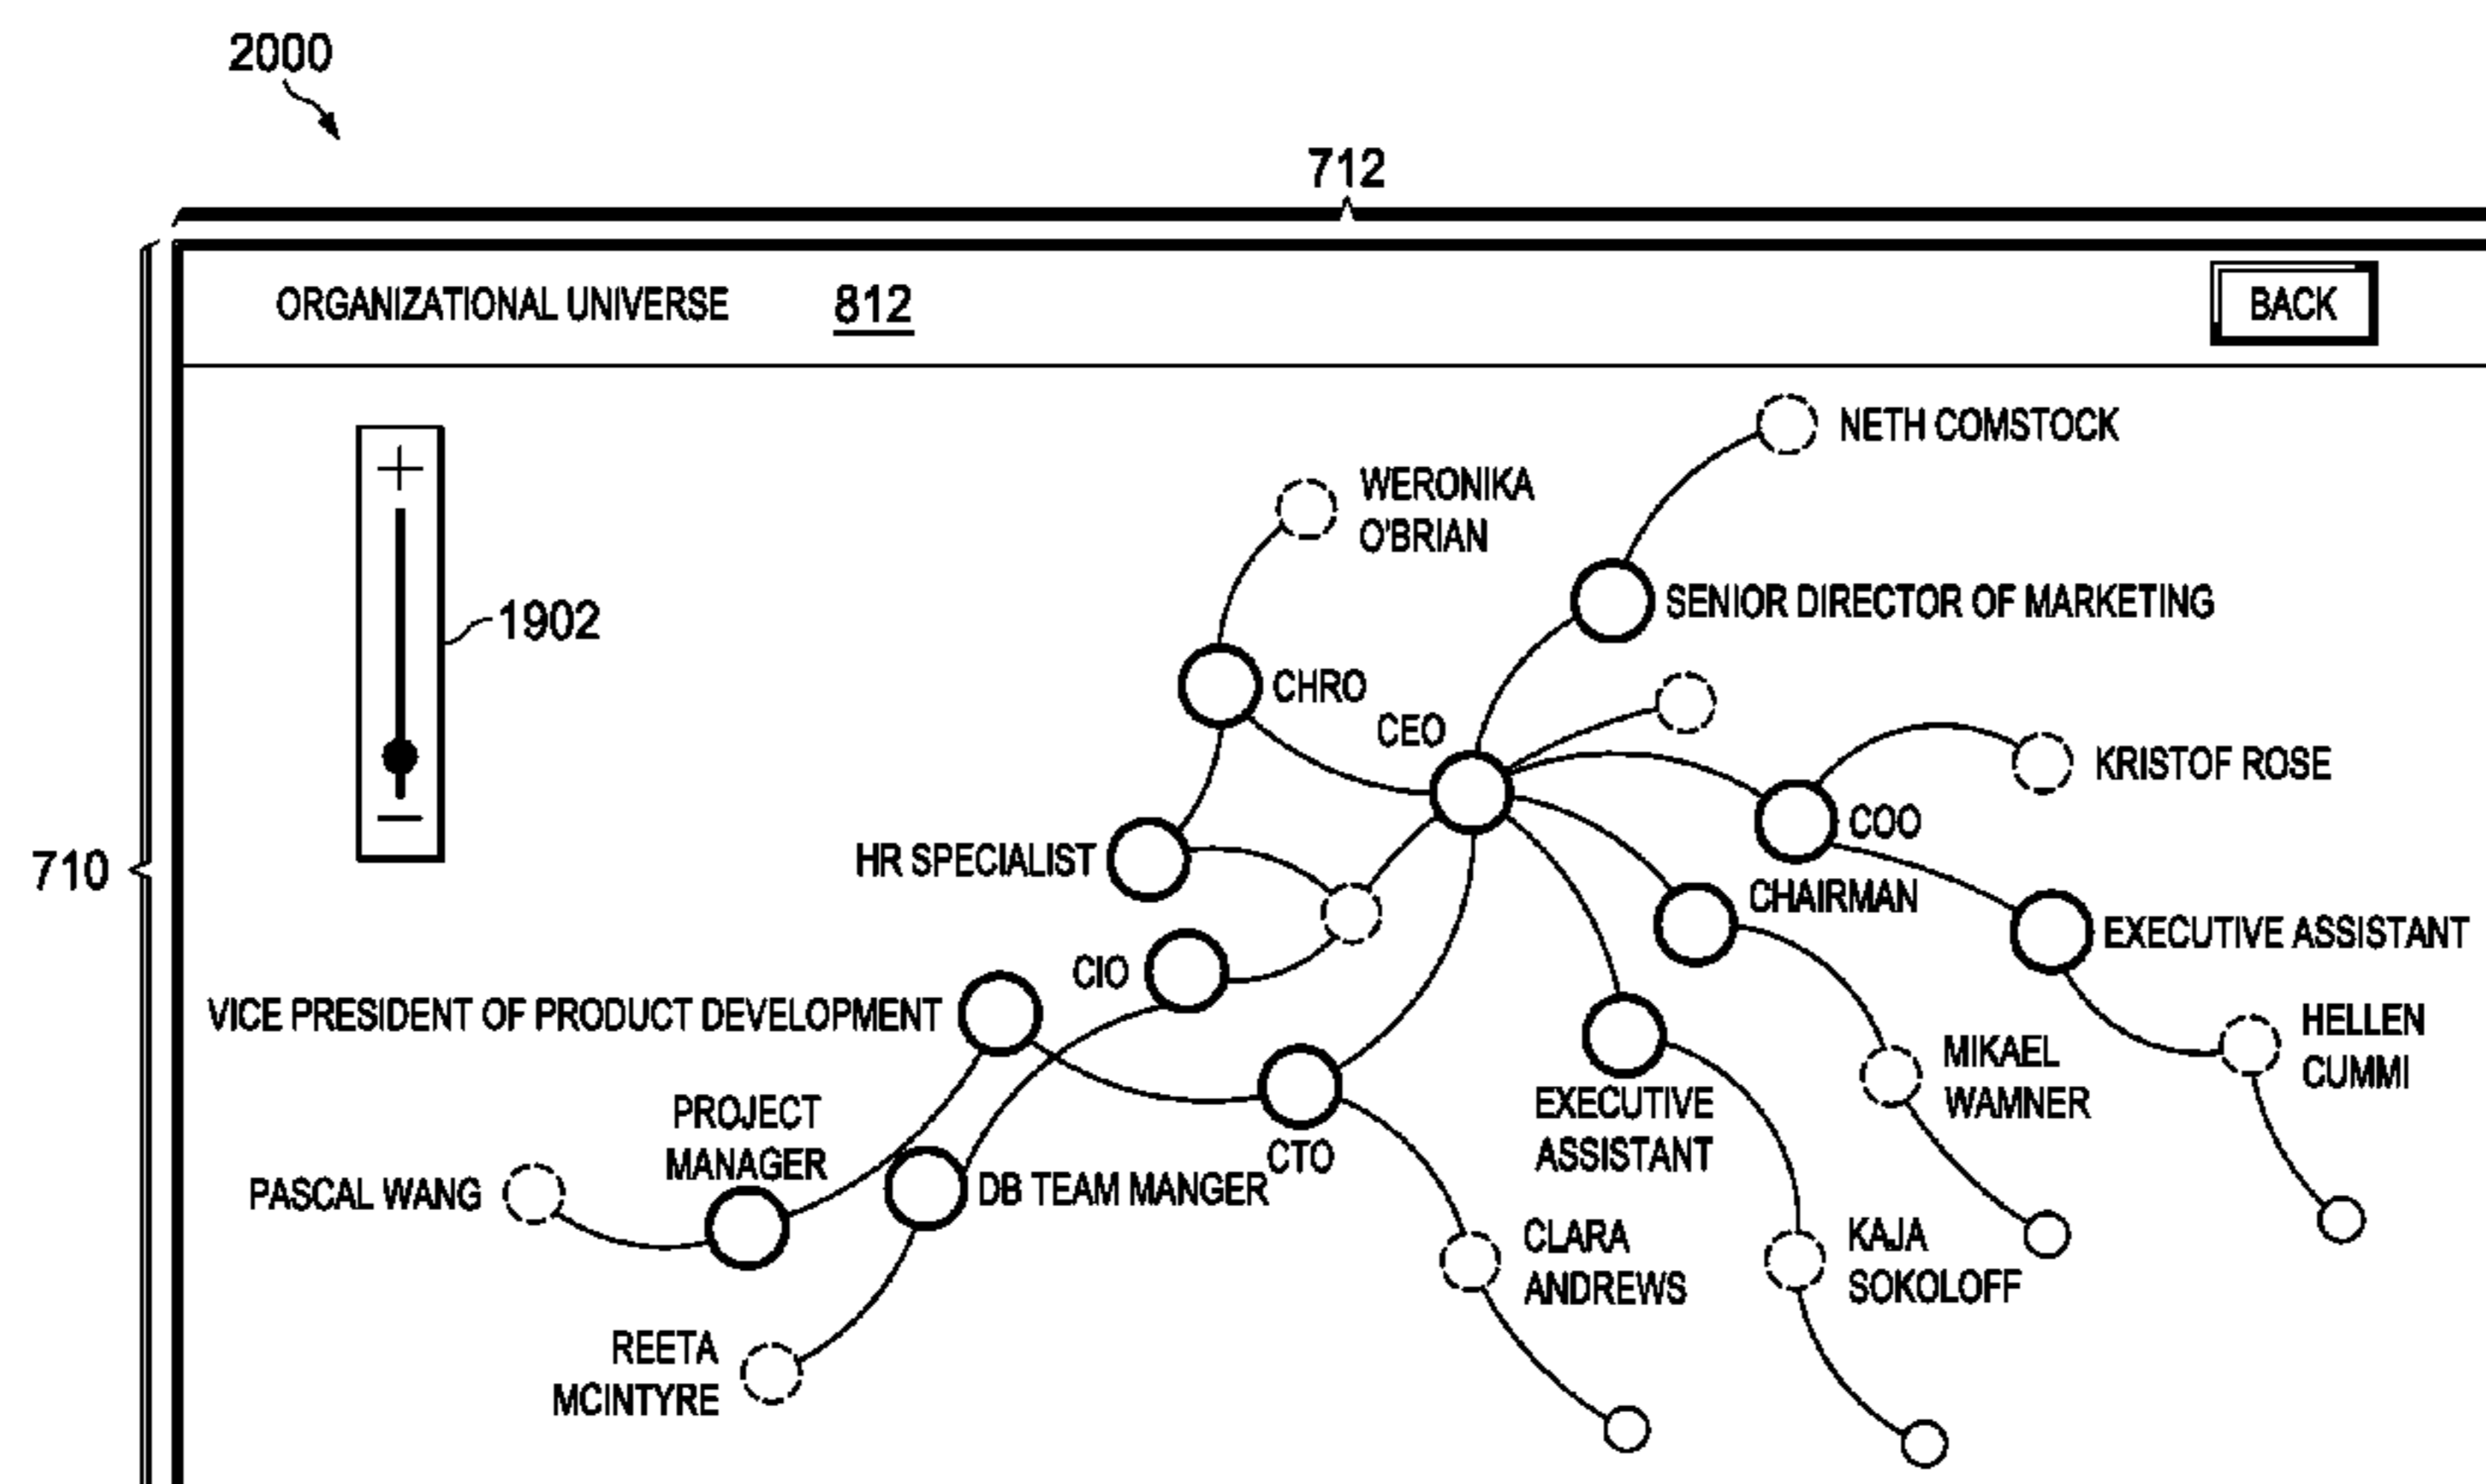 2000
712
ORGANIZATIONAL UNIVERSE 812 BACK
NETH COMSTOCK
WERONIKA
O'BRIAN
1902
SENIOR DIRECTOR OF MARKETING
CHRO
CEO
KRISTOF ROSE
COO
710
HR SPECIALIST
CHAIRMAN
EXECUTIVE ASSISTANT
CIO
VICE PRESIDENT OF PRODUCT DEVELOPMENT
HELLEN
CUMMI
MIKAEL
WAMNER
PROJECT
MANAGER
EXECUTIVE
ASSISTANT
CTO
PASCAL WANG
DB TEAM MANGER
CLARA
ANDREWS
KAJA
SOKOLOFF
REETA
MCINTYRE